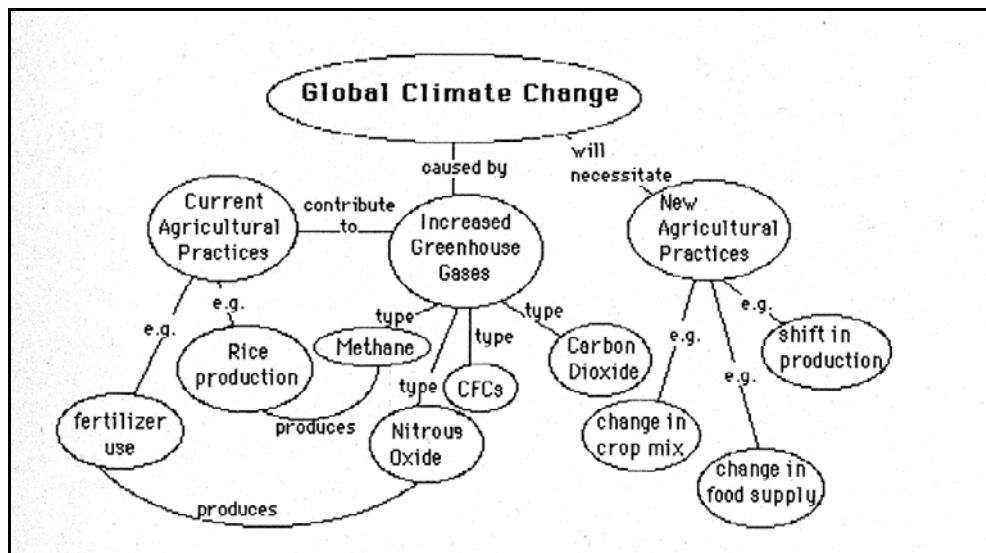 Global Climate Change
caused by
will
necessitate
Current
Agricultural
Practices
contribute
to
Increased
Greenhouse
Gases
New
Agricultural
Practices
e.g.
e.g.
type
type
type
type
e.g.
e.g.
e.g.
Rice
production
Methane
CFCs
Carbon
Dioxide
shift in
production
fertilizer
use
produces
Nitrous
Oxide
change in
crop mix
change in
food supply
produces